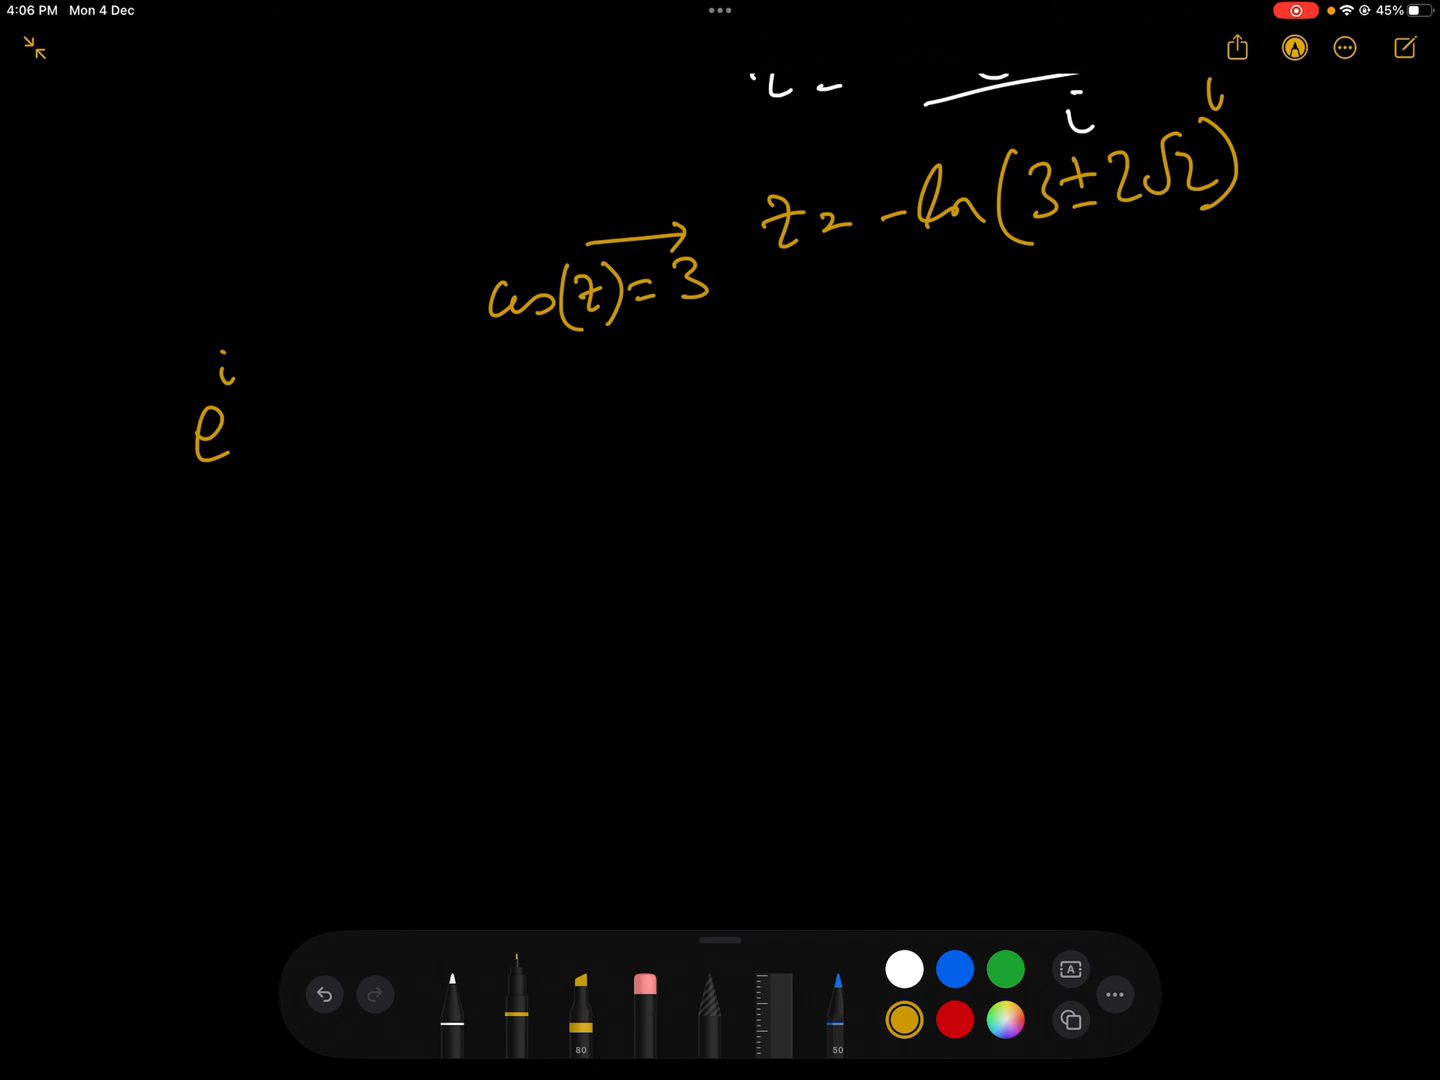 4:06 PM Mon 4 Dec
45%
i
i
z = -ln(3±2√2)
cos(z) = 3
i
e
A
80
50